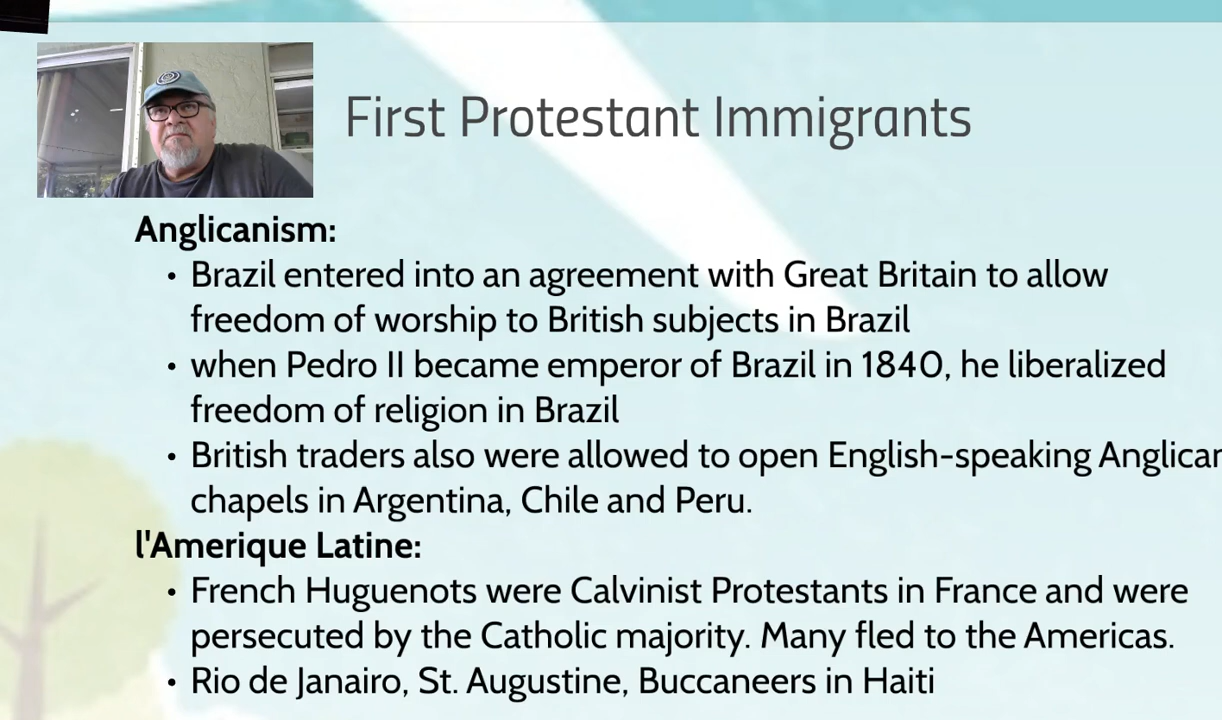 First Protestant Immigrants
Anglicanism:
• Brazil entered into an agreement with Great Britain to allow
freedom of worship to British subjects in Brazil
• when Pedro II became emperor of Brazil in 1840, he liberalized
freedom of religion in Brazil
• British traders also were allowed to open English-speaking Anglican
chapels in Argentina, Chile and Peru.
l'Amerique Latine:
• French Huguenots were Calvinist Protestants in France and were
persecuted by the Catholic majority. Many fled to the Americas.
• Rio de Janairo, St. Augustine, Buccaneers in Haiti